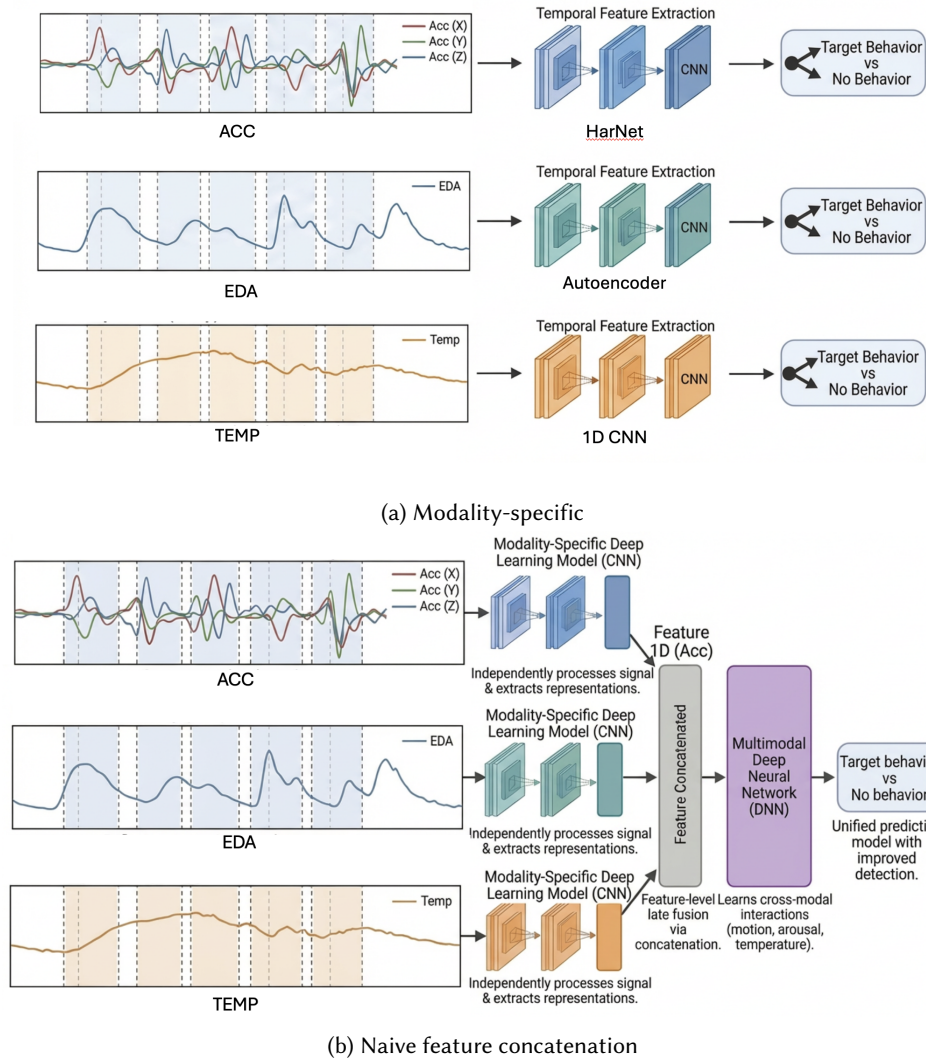 Acc (X)
Acc (Y)
Acc (Z)
ACC
Temporal Feature Extraction
CNN
HarNet
Target Behavior
vs
No Behavior
EDA
EDA
Temporal Feature Extraction
CNN
Autoencoder
Target Behavior
vs
No Behavior
Temp
TEMP
Temporal Feature Extraction
CNN
1D CNN
Target Behavior
vs
No Behavior
(a) Modality-specific
Acc (X)
Acc (Y)
Acc (Z)
ACC
Modality-Specific Deep
Learning Model (CNN)
Independently processes signal
& extracts representations.
EDA
EDA
Modality-Specific Deep
Learning Model (CNN)
Independently processes signal
& extracts representations.
Temp
TEMP
Modality-Specific Deep
Learning Model (CNN)
Independently processes signal
& extracts representations.
Feature
1D (Acc)
Feature Concatenated
Feature-level
late fusion
via
concatenation.
Multimodal
Deep
Neural
Network
(DNN)
Learns cross-modal
interactions
(motion, arousal,
temperature).
Target behavi
vs
No behavior
Unified predicti
model with
improved
detection.
(b) Naive feature concatenation